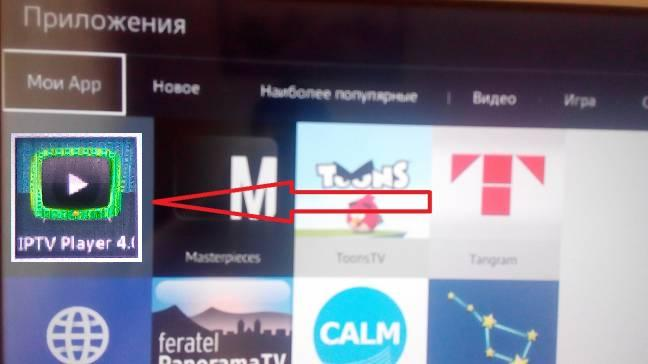 Приложения
Мои App
Новое
Наиболее популярные
Видео
Игра
IPTV Player 4.0
M
TOONS
Masterpieces
ToonsTV
Tangram
feratel
PanoramaTV
CALM